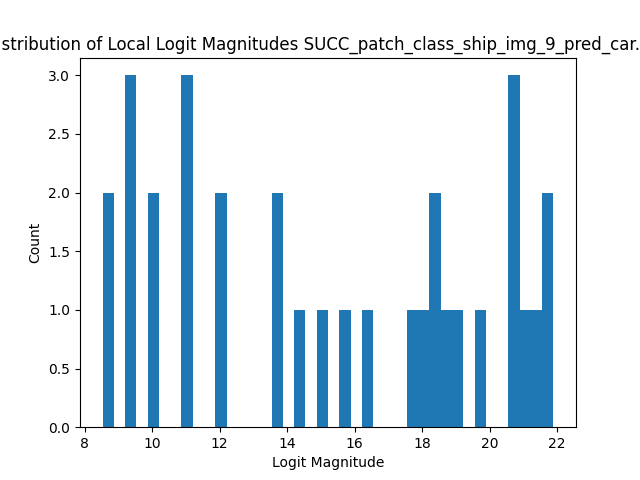 stribution of Local Logit Magnitudes SUCC_patch_class_ship_img_9_pred_car.
3.0
2.5
2.0
1.5
1.0
0.5
0.0
Count
8 10 12 14 16 18 20 22
Logit Magnitude